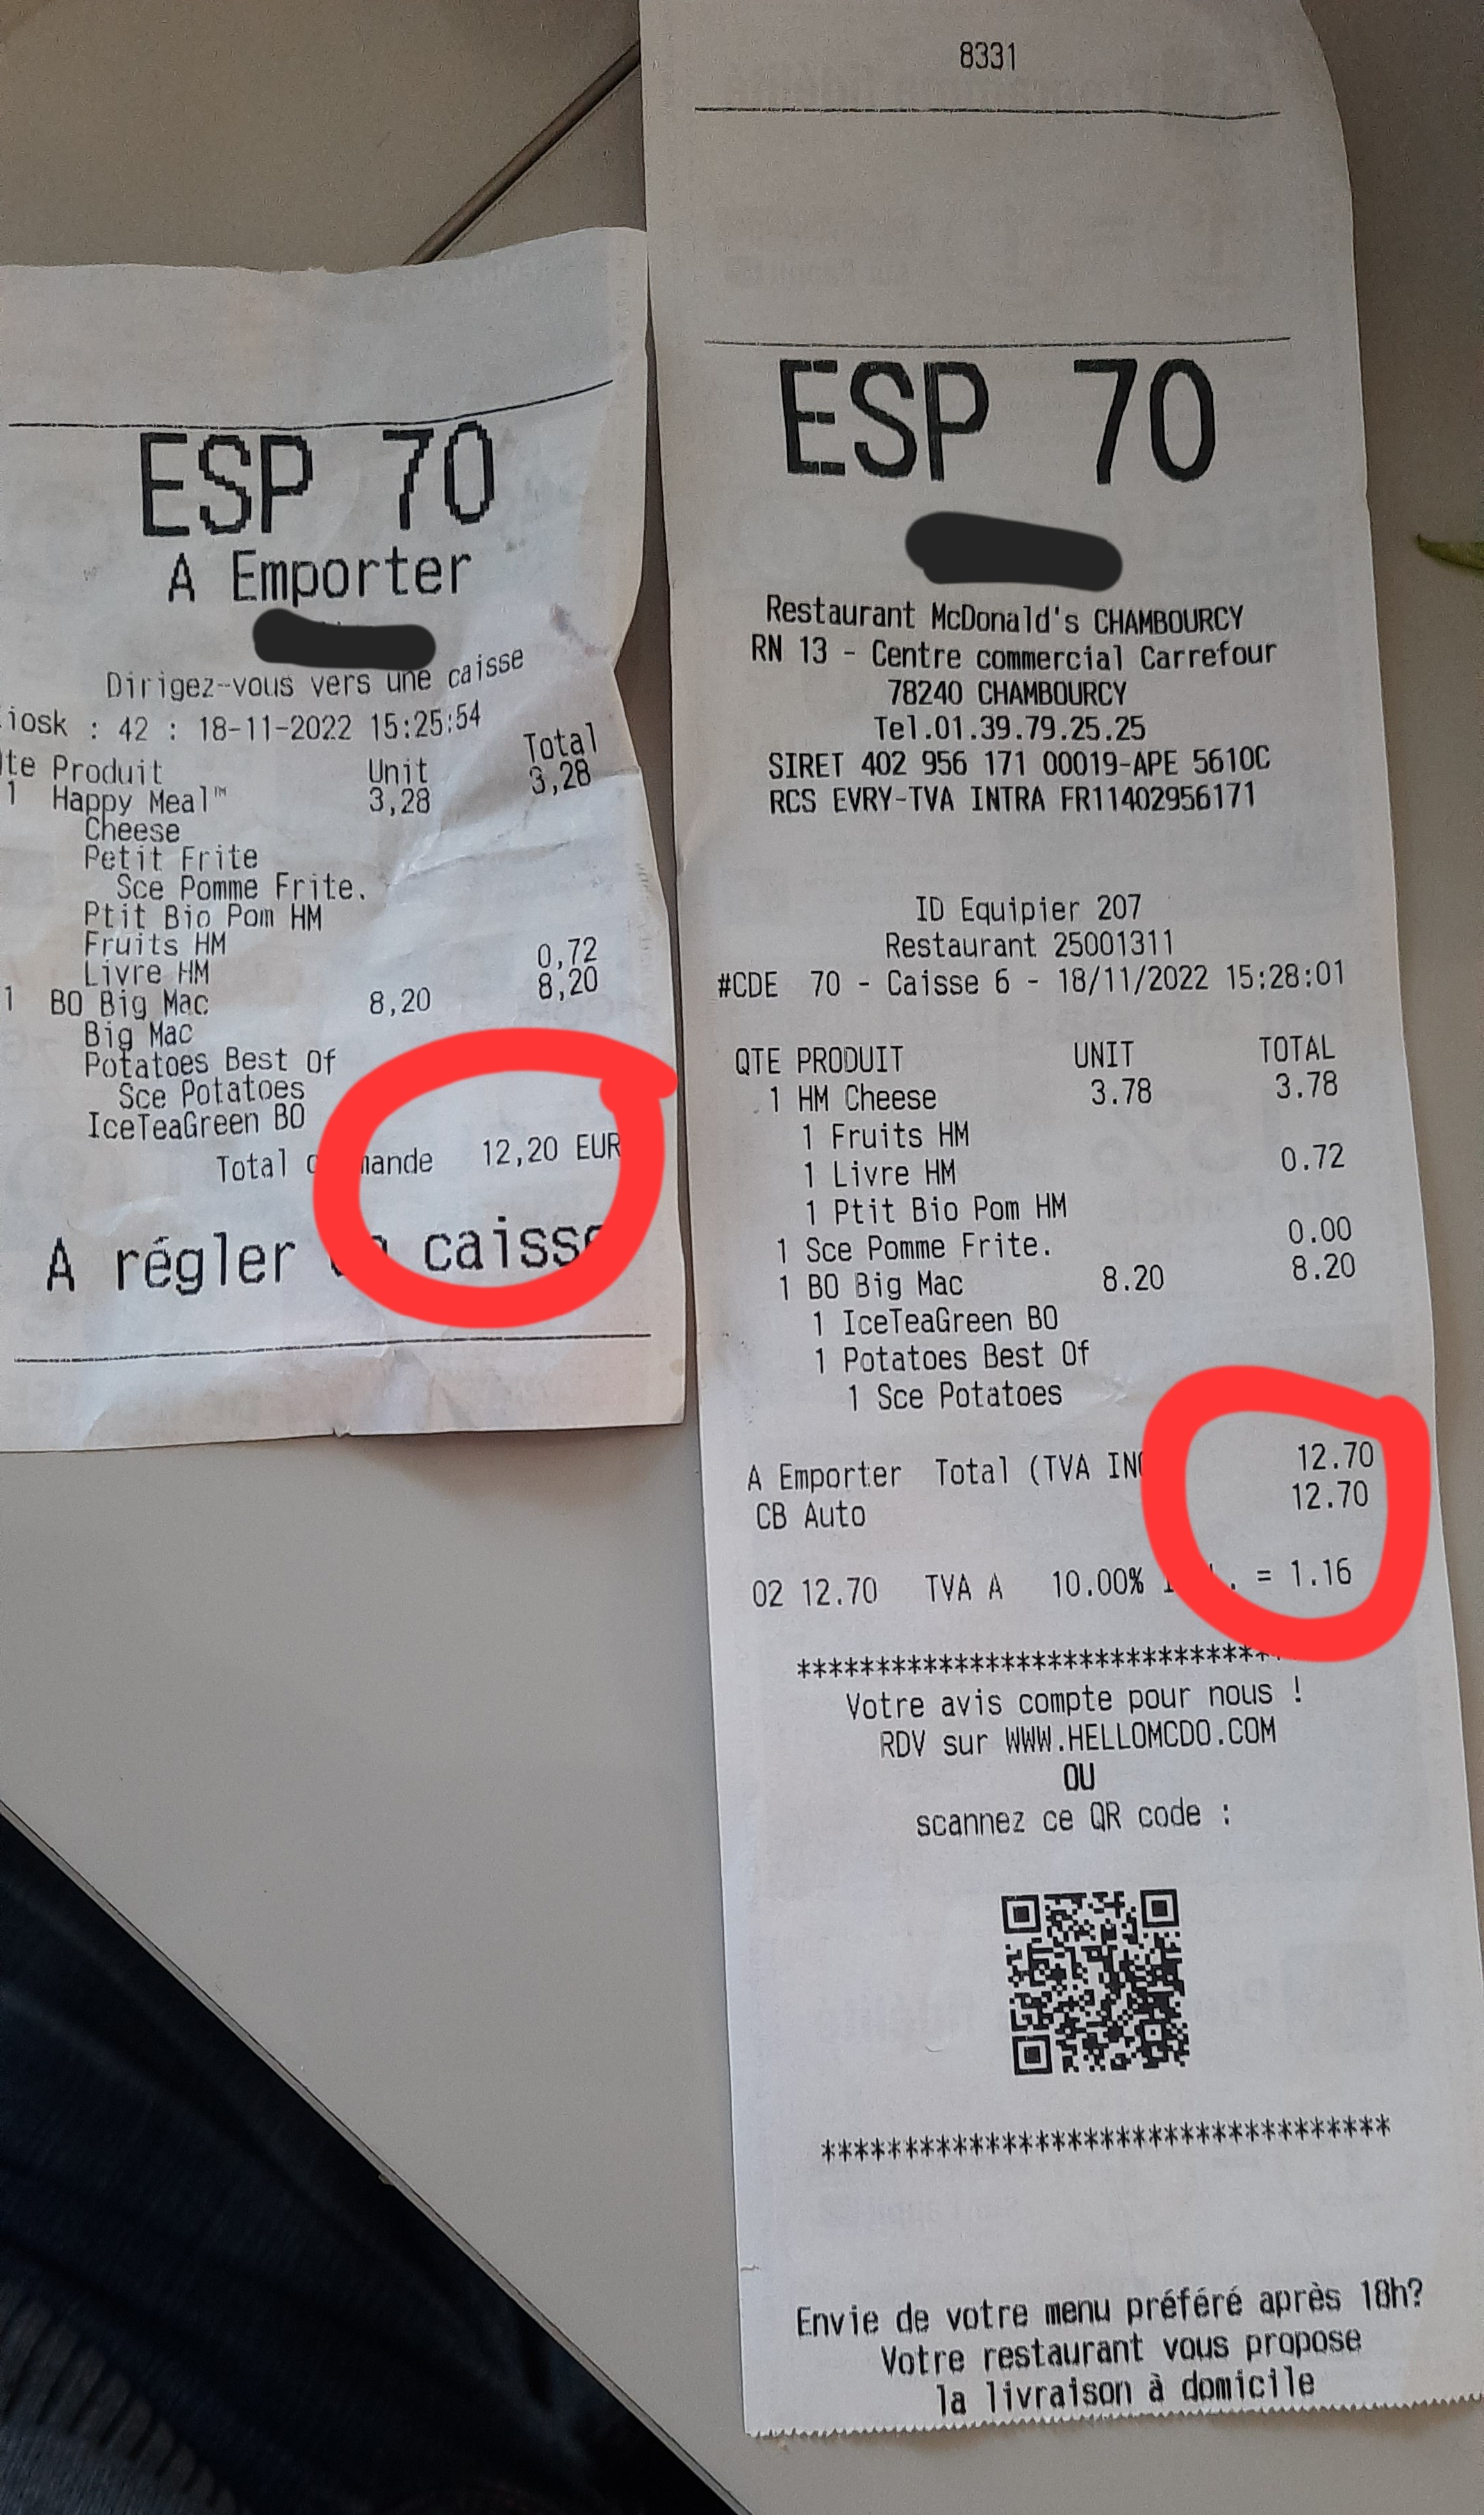 ESP 70
A Emporter
Dirigez-vous vers une caisse
iosk : 42 : 18-11-2022 15:25:54
te Produit Unit Total
1 Happy Meal™ 3,28 3,28
Cheese
Petit Frite
Sce Pomme Frite.
Ptit Bio Pom HM
Fruits HM
Livre HM 0,72
1 BO Big Mac 8,20 8,20
Big Mac
Potatoes Best Of
Sce Potatoes
IceTeaGreen BO
Total mande 12,20 EUR
A régler caisse
8331
ESP 70
Restaurant McDonald's CHAMBOURCY
RN 13 - Centre commercial Carrefour
78240 CHAMBOURCY
Tel.01.39.79.25.25
SIRET 402 956 171 00019-APE 5610C
RCS EVRY-TVA INTRA FR11402956171
ID Equipier 207
Restaurant 25001311
#CDE 70 - Caisse 6 - 18/11/2022 15:28:01
QTE PRODUIT UNIT TOTAL
1 HM Cheese 3.78 3.78
1 Fruits HM
1 Livre HM 0.72
1 Ptit Bio Pom HM
1 Sce Pomme Frite. 0.00
1 BO Big Mac 8.20 8.20
1 IceTeaGreen BO
1 Potatoes Best Of
1 Sce Potatoes
A Emporter Total (TVA INC 12.70
CB Auto 12.70
02 12.70 TVA A 10.00% = 1.16
**********************************
Votre avis compte pour nous !
RDV sur WWW.HELLOMCDO.COM
OU
scannez ce QR code :
**********************************
Envie de votre menu préféré après 18h?
Votre restaurant vous propose
la livraison à domicile